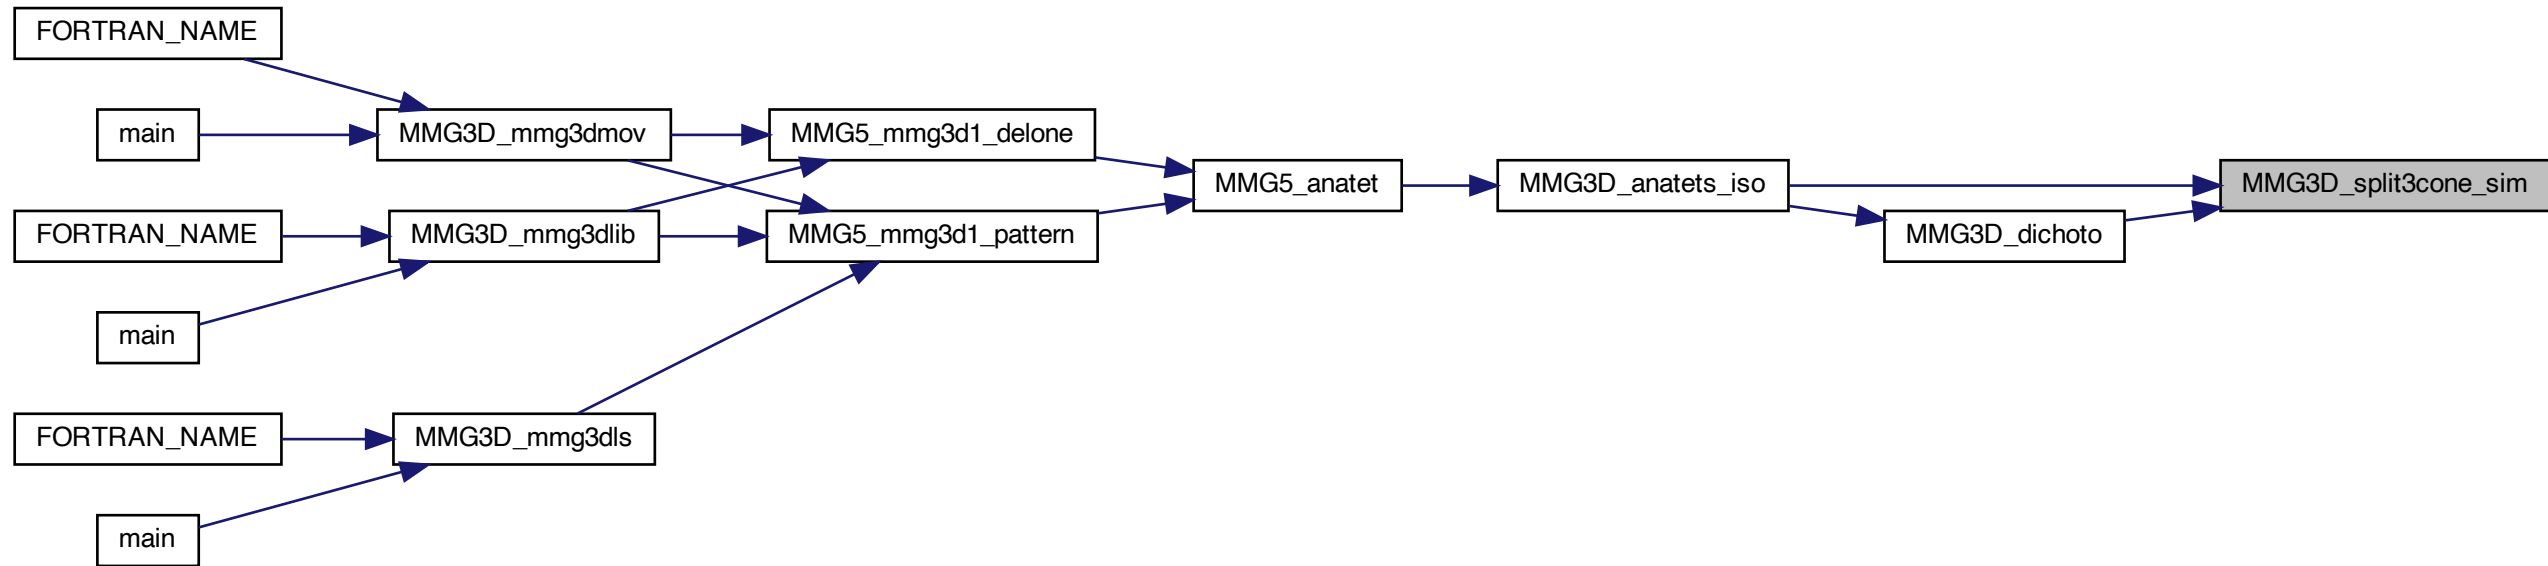 FORTRAN_NAME
main
MMG3D_mmg3dmov
MMG5_mmg3d1_delone
MMG5_anatet
MMG3D_anatets_iso
MMG3D_split3cone_sim
FORTRAN_NAME
MMG3D_mmg3dlib
MMG5_mmg3d1_pattern
MMG3D_dichoto
main
FORTRAN_NAME
MMG3D_mmg3dls
main